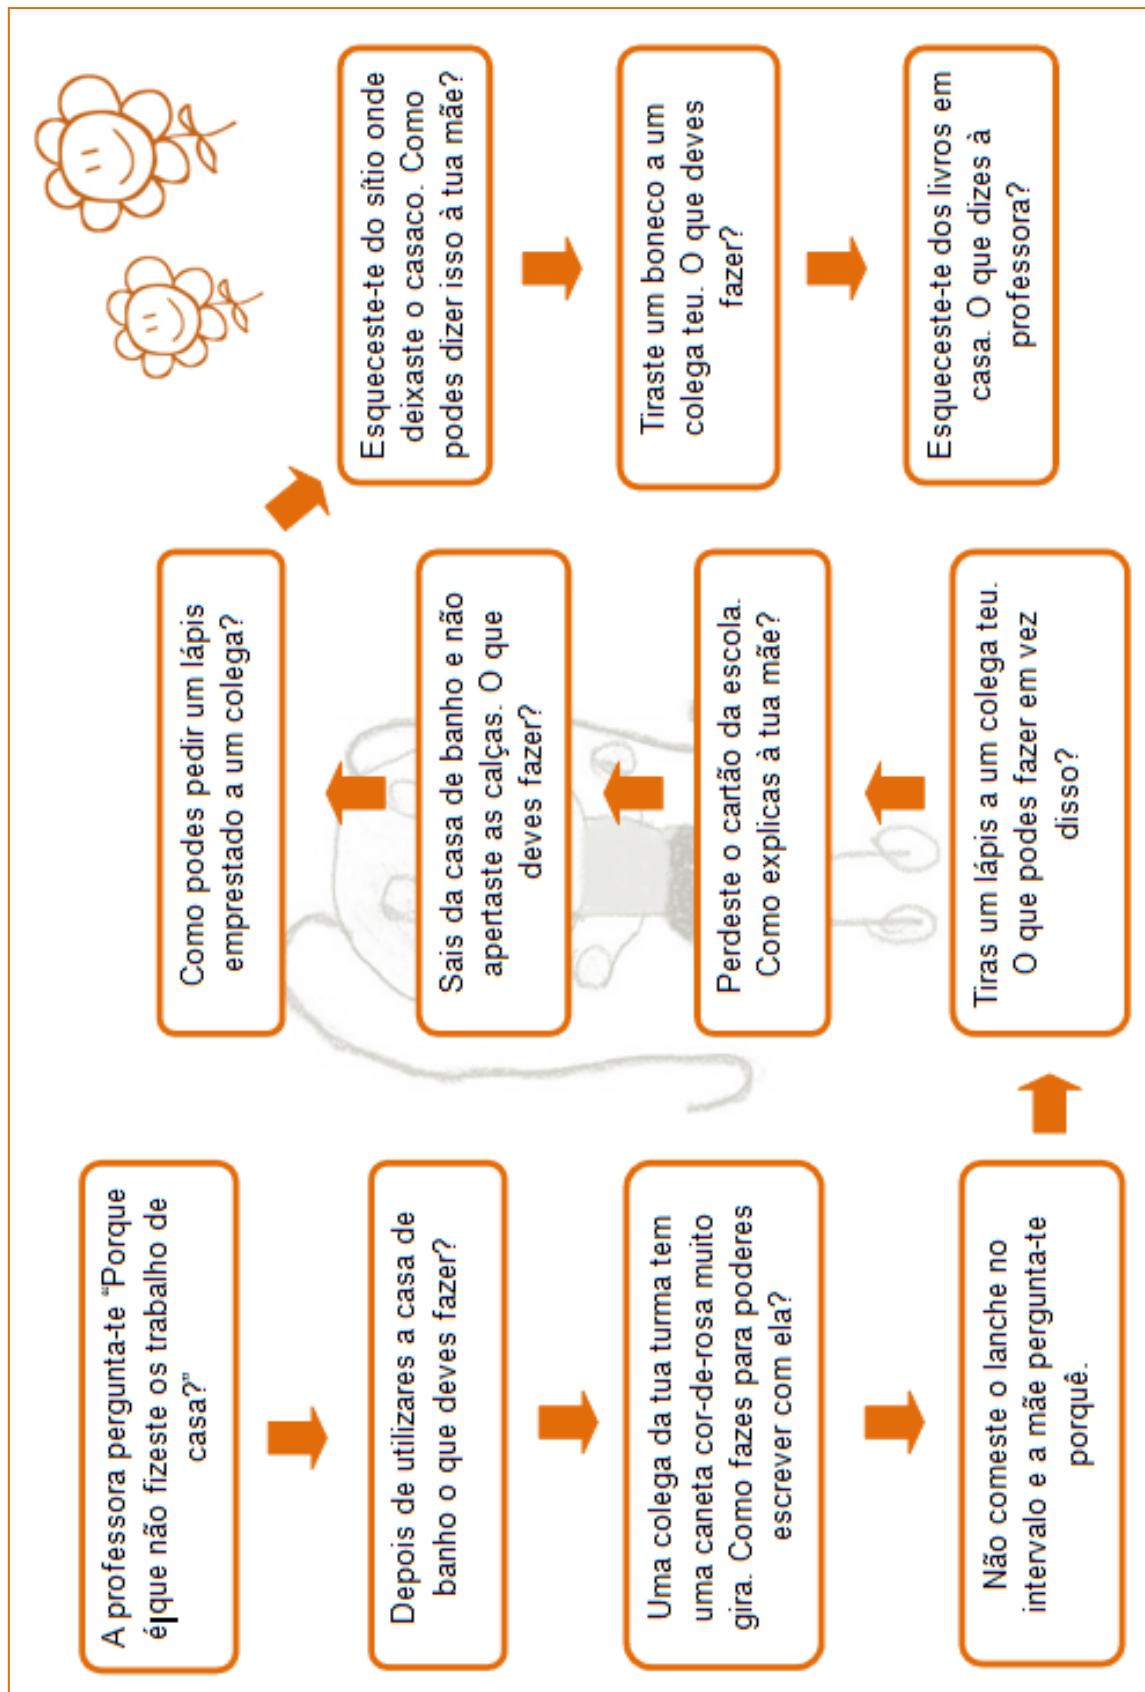 A professora pergunta-te “Porque
é que não fizeste os trabalho de
casa?”
Depois de utilizares a casa de
banho o que deves fazer?
Uma colega da tua turma tem
uma caneta cor-de-rosa muito
gira. Como fazes para poderes
escrever com ela?
Não comeste o lanche no
intervalo e a mãe pergunta-te
porquê.
Tiras um lápis a um colega teu.
O que podes fazer em vez
disso?
Perdeste o cartão da escola.
Como explicas à tua mãe?
Sais da casa de banho e não
apertaste as calças. O que
deves fazer?
Como podes pedir um lápis
emprestado a um colega?
Esqueceste-te do sítio onde
deixaste o casaco. Como
podes dizer isso à tua mãe?
Tiraste um boneco a um
colega teu. O que deves
fazer?
Esqueceste-te dos livros em
casa. O que dizes à
professora?